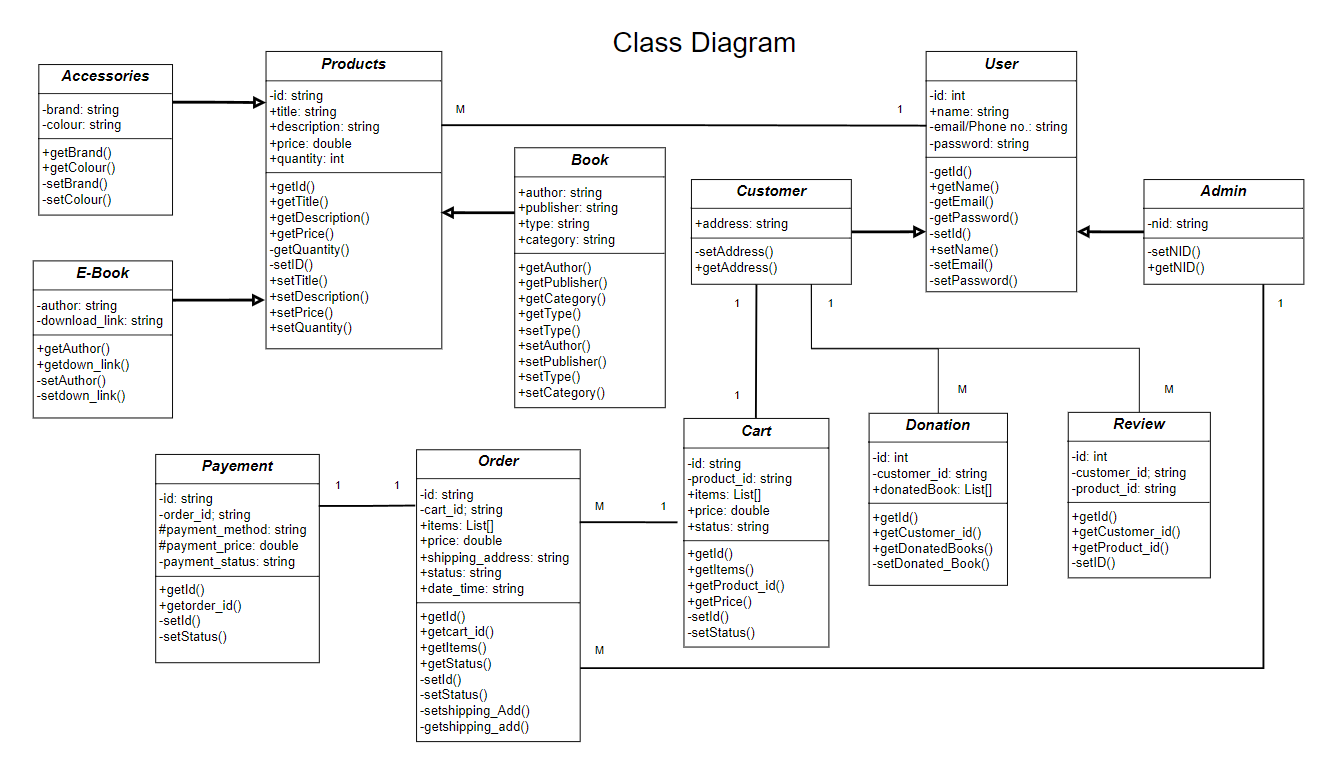 Class Diagram
Accessories
-brand: string
-colour: string
+getBrand()
+getColour()
-setBrand()
-setColour()
Products
-id: string
+title: string
+description: string
+price: double
+quantity: int
+getId()
+getTitle()
+getDescription()
+getPrice()
-getQuantity()
-setID()
+setTitle()
+setDescription()
+setPrice()
+setQuantity()
M
1
User
-id: int
+name: string
-email/Phone no.: string
-password: string
-getId()
+getName()
-getEmail()
-getPassword()
-setId()
+setName()
-setEmail()
-setPassword()
Book
+author: string
+publisher: string
+type: string
+category: string
+getAuthor()
+getPublisher()
+getCategory()
+getType()
+setType()
+setAuthor()
+setPublisher()
+setType()
+setCategory()
Customer
+address: string
-setAddress()
+getAddress()
Admin
-nid: string
-setNID()
+getNID()
E-Book
-author: string
-download_link: string
+getAuthor()
+getdown_link()
-setAuthor()
-setdown_link()
1
1
1
1
M
M
Cart
-id: string
-product_id: string
+items: List[]
+price: double
+status: string
+getId()
+getItems()
+getProduct_id()
+getPrice()
-setId()
-setStatus()
Donation
-id: int
-customer_id: string
+donatedBook: List[]
+getId()
+getCustomer_id()
+getDonatedBooks()
-setDonated_Book()
Review
-id: int
-customer_id; string
-product_id: string
+getId()
+getCustomer_id()
+getProduct_id()
-setID()
Payement
-id: string
-order_id; string
#payment_method: string
#payment_price: double
-payment_status: string
+getId()
+getorder_id()
-setId()
-setStatus()
1
1
Order
-id: string
-cart_id; string
+items: List[]
+price: double
+shipping_address: string
+status: string
+date_time: string
+getId()
+getcart_id()
+getItems()
+getStatus()
-setId()
-setStatus()
-setshipping_Add()
-getshipping_add()
M
1
M